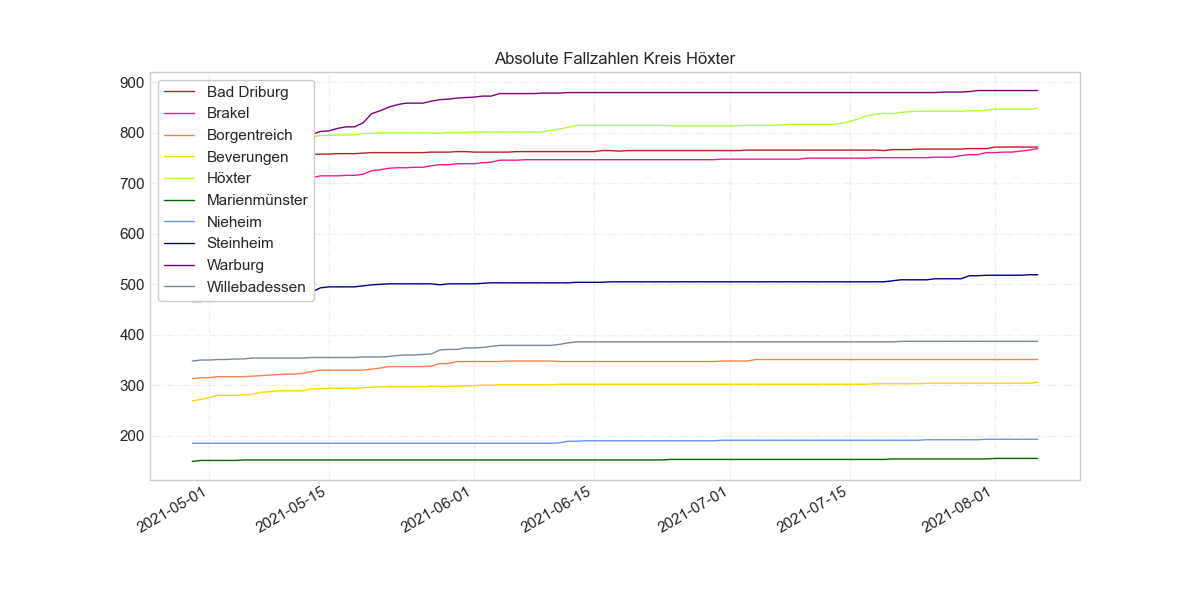 Absolute Fallzahlen Kreis Höxter
900
800
700
600
500
400
300
200
Bad Driburg
Brakel
Borgentreich
Beverungen
Höxter
Marienmünster
Nieheim
Steinheim
Warburg
Willebadessen
2021-05-01
2021-05-15
2021-06-01
2021-06-15
2021-07-01
2021-07-15
2021-08-01